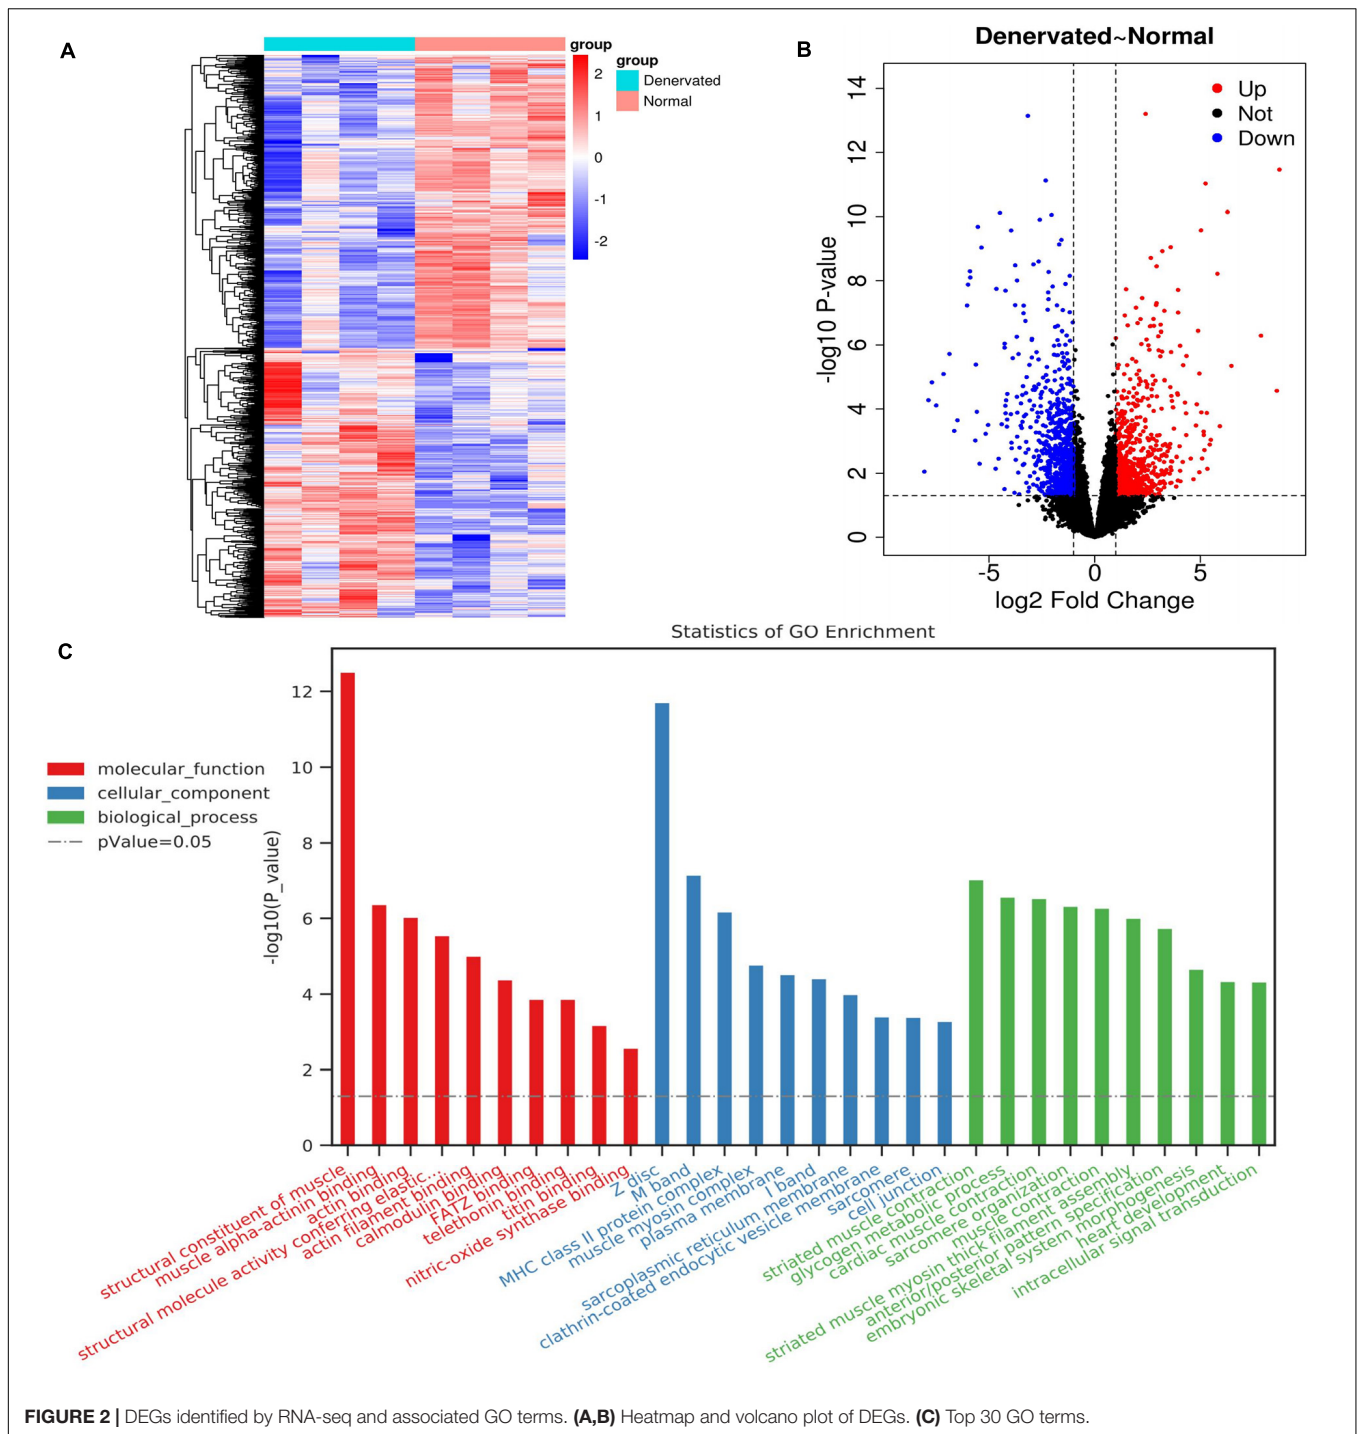 A
group
2
1
0
-1
-2
group
Denervated
Normal
B
Denervated~Normal
Up
Not
Down
14
12
10
8
6
4
2
0
-log10 P-value
-5
0
5
log2 Fold Change
C
Statistics of GO Enrichment
molecular_function
cellular_component
biological_process
pValue=0.05
12
10
8
6
4
2
0
-log10(P_value)
structural constituent of muscle
muscle alpha-actinin binding
actin binding
structural molecule activity conferring elastic...
actin filament binding
calmodulin binding
FATZ binding
telethonin binding
titin binding
nitric-oxide synthase binding
Z disc
M band
MHC class II protein complex
muscle myosin complex
plasma membrane
I band
sarcoplasmic reticulum membrane
clathrin-coated endocytic vesicle membrane
sarcomere
cell junction
striated muscle contraction
glycogen metabolic process
cardiac muscle contraction
sarcomere organization
muscle contraction
striated muscle myosin thick filament assembly
anterior/posterior pattern specification
embryonic skeletal system morphogenesis
heart development
intracellular signal transduction
FIGURE 2 | DEGs identified by RNA-seq and associated GO terms. (A,B) Heatmap and volcano plot of DEGs. (C) Top 30 GO terms.